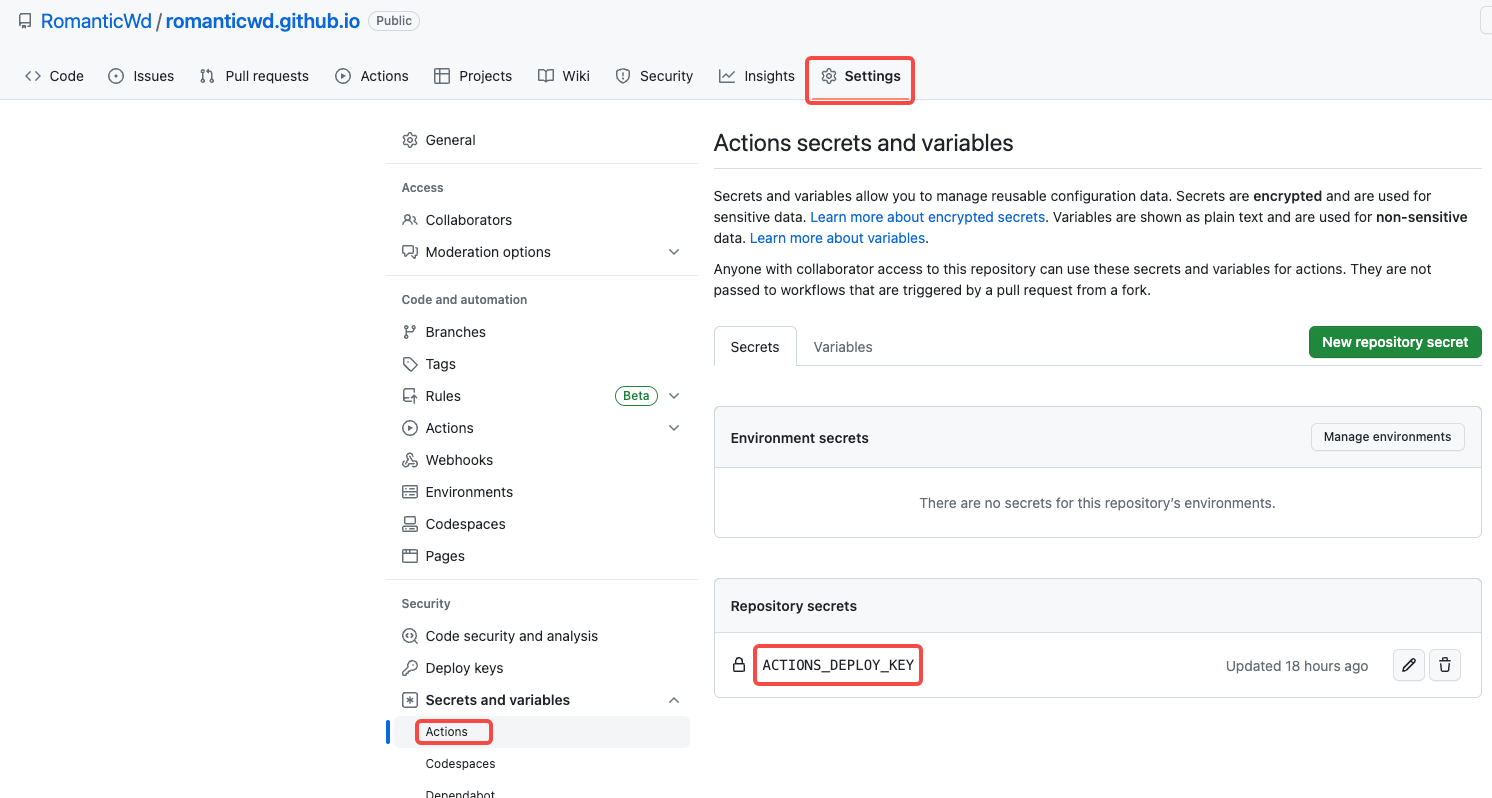 RomanticWd / romanticwd.github.io Public
Code Issues Pull requests Actions Projects Wiki Security Insights Settings
General
Access
Collaborators
Moderation options
Code and automation
Branches
Tags
Rules Beta
Actions
Webhooks
Environments
Codespaces
Pages
Security
Code security and analysis
Deploy keys
Secrets and variables
Actions
Codespaces
Dependabot
Actions secrets and variables
Secrets and variables allow you to manage reusable configuration data. Secrets are encrypted and are used for
sensitive data. Learn more about encrypted secrets. Variables are shown as plain text and are used for non-sensitive
data. Learn more about variables.
Anyone with collaborator access to this repository can use these secrets and variables for actions. They are not
passed to workflows that are triggered by a pull request from a fork.
Secrets Variables New repository secret
Environment secrets Manage environments
There are no secrets for this repository’s environments.
Repository secrets
ACTIONS_DEPLOY_KEY Updated 18 hours ago